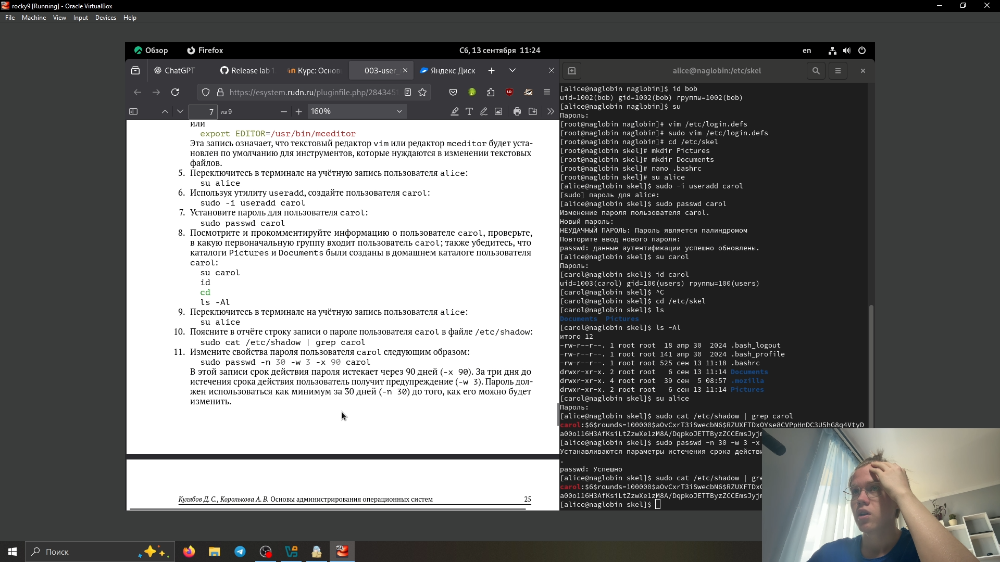 rocky9 [Running] - Oracle VirtualBox
File Machine View Input Devices Help
Обзор Firefox Сб, 13 сентября 11:24 en
ChatGPT Release lab 1 Курс: Основ 003-user_ Яндекс Диск
https://esystem.rudn.ru/pluginfile.php/2843451
7 из 9 160%
или
export EDITOR=/usr/bin/mceditor
Эта запись означает, что текстовый редактор vim или редактор mceditor будет уста-
новлен по умолчанию для инструментов, которые нуждаются в изменении текстовых
файлов.
5. Переключитесь в терминале на учётную запись пользователя alice:
su alice
6. Используя утилиту useradd, создайте пользователя carol:
sudo -i useradd carol
7. Установите пароль для пользователя carol:
sudo passwd carol
8. Посмотрите и прокомментируйте информацию о пользователе carol, проверьте,
в какую первоначальную группу входит пользователь carol; также убедитесь, что
каталоги Pictures и Documents были созданы в домашнем каталоге пользователя
carol:
su carol
id
cd
ls -Al
9. Переключитесь в терминале на учётную запись пользователя alice:
su alice
10. Поясните в отчёте строку записи о пароле пользователя carol в файле /etc/shadow:
sudo cat /etc/shadow | grep carol
11. Измените свойства пароля пользователя carol следующим образом:
sudo passwd -n 30 -w 3 -x 90 carol
В этой записи срок действия пароля истекает через 90 дней (-x 90). За три дня до
истечения срока действия пользователь получит предупреждение (-w 3). Пароль дол-
жен использоваться как минимум за 30 дней (-n 30) до того, как его можно будет
изменить.
Кулябов Д. С., Королькова А. В. Основы администрирования операционных систем 25
alice@naglobin:/etc/skel
[alice@naglobin naglobin]$ id bob
uid=1002(bob) gid=1002(bob) группы=1002(bob)
[alice@naglobin naglobin]$ su
Пароль:
[root@naglobin naglobin]# vim /etc/login.defs
[root@naglobin naglobin]# sudo vim /etc/login.defs
[root@naglobin naglobin]# cd /etc/skel
[root@naglobin skel]# mkdir Pictures
[root@naglobin skel]# mkdir Documents
[root@naglobin skel]# nano .bashrc
[root@naglobin skel]# su alice
[alice@naglobin skel]$ sudo -i useradd carol
[sudo] пароль для alice:
[alice@naglobin skel]$ sudo passwd carol
Изменение пароля пользователя carol.
Новый пароль:
НЕУДАЧНЫЙ ПАРОЛЬ: Пароль является палиндромом
Повторите ввод нового пароля:
passwd: данные аутентификации успешно обновлены.
[alice@naglobin skel]$ su carol
Пароль:
[carol@naglobin skel]$ id carol
uid=1003(carol) gid=100(users) группы=100(users)
[carol@naglobin skel]$ ^C
[carol@naglobin skel]$ cd /etc/skel
[carol@naglobin skel]$ ls
Documents Pictures
[carol@naglobin skel]$ ls -Al
итого 12
-rw-r--r--. 1 root root 18 апр 30 2024 .bash_logout
-rw-r--r--. 1 root root 141 апр 30 2024 .bash_profile
-rw-r--r--. 1 root root 525 сен 13 11:18 .bashrc
drwxr-xr-x. 2 root root 6 сен 13 11:14 Documents
drwxr-xr-x. 4 root root 39 сен 5 08:57 .mozilla
drwxr-xr-x. 2 root root 6 сен 13 11:14 Pictures
[carol@naglobin skel]$ su alice
Пароль:
[alice@naglobin skel]$ sudo cat /etc/shadow | grep carol
carol:$6$rounds=100000$aOvCxrT3iSwecbN6$RZUXFTDxOYse8CVPpHnDC3U5hG8q4VtyD
a00o116H3AfKsiLtZzwXe1zM8A/DqpkoJETTByzZCCEmsJyjm
[alice@naglobin skel]$ sudo passwd -n 30 -w 3 -x
Устанавливаются параметры истечения срока действи
.
passwd: Успешно
[alice@naglobin skel]$ sudo cat /etc/shadow | gre
carol:$6$rounds=100000$aOvCxrT3iSwecbN6$RZUXFTDxO
a00o116H3AfKsiLtZzwXe1zM8A/DqpkoJETTByzZCCEmsJyjm
[alice@naglobin skel]$
Поиск